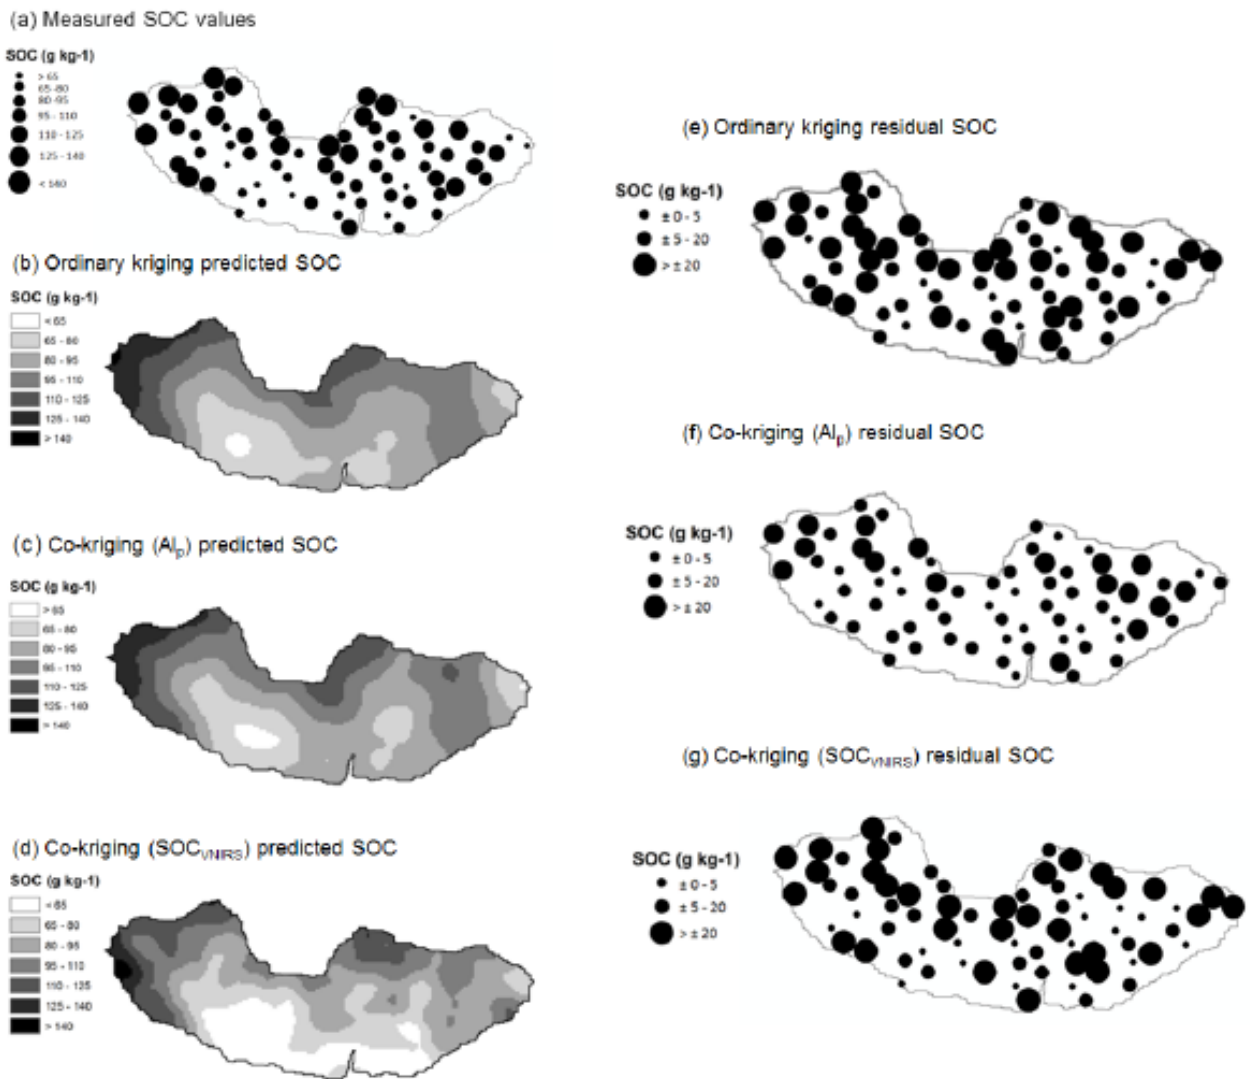 (a) Measured SOC values
SOC (g kg-1)
> 65
65-80
80-95
95 - 110
110 - 125
125 - 140
< 140
(b) Ordinary kriging predicted SOC
SOC (g kg-1)
< 65
65 - 80
80 - 95
95 - 110
110 - 125
125 - 140
> 140
(c) Co-kriging (Alp) predicted SOC
SOC (g kg-1)
> 65
65 - 80
80 - 95
95 - 110
110 - 125
125 - 140
> 140
(d) Co-kriging (SOCVNIRS) predicted SOC
SOC (g kg-1)
< 65
65 - 80
80 - 95
95 - 110
110 - 125
125 - 140
> 140
(e) Ordinary kriging residual SOC
SOC (g kg-1)
± 0 - 5
± 5 - 20
> ± 20
(f) Co-kriging (Alp) residual SOC
SOC (g kg-1)
± 0 - 5
± 5 - 20
> ± 20
(g) Co-kriging (SOCVNIRS) residual SOC
SOC (g kg-1)
± 0 - 5
± 5 - 20
> ± 20